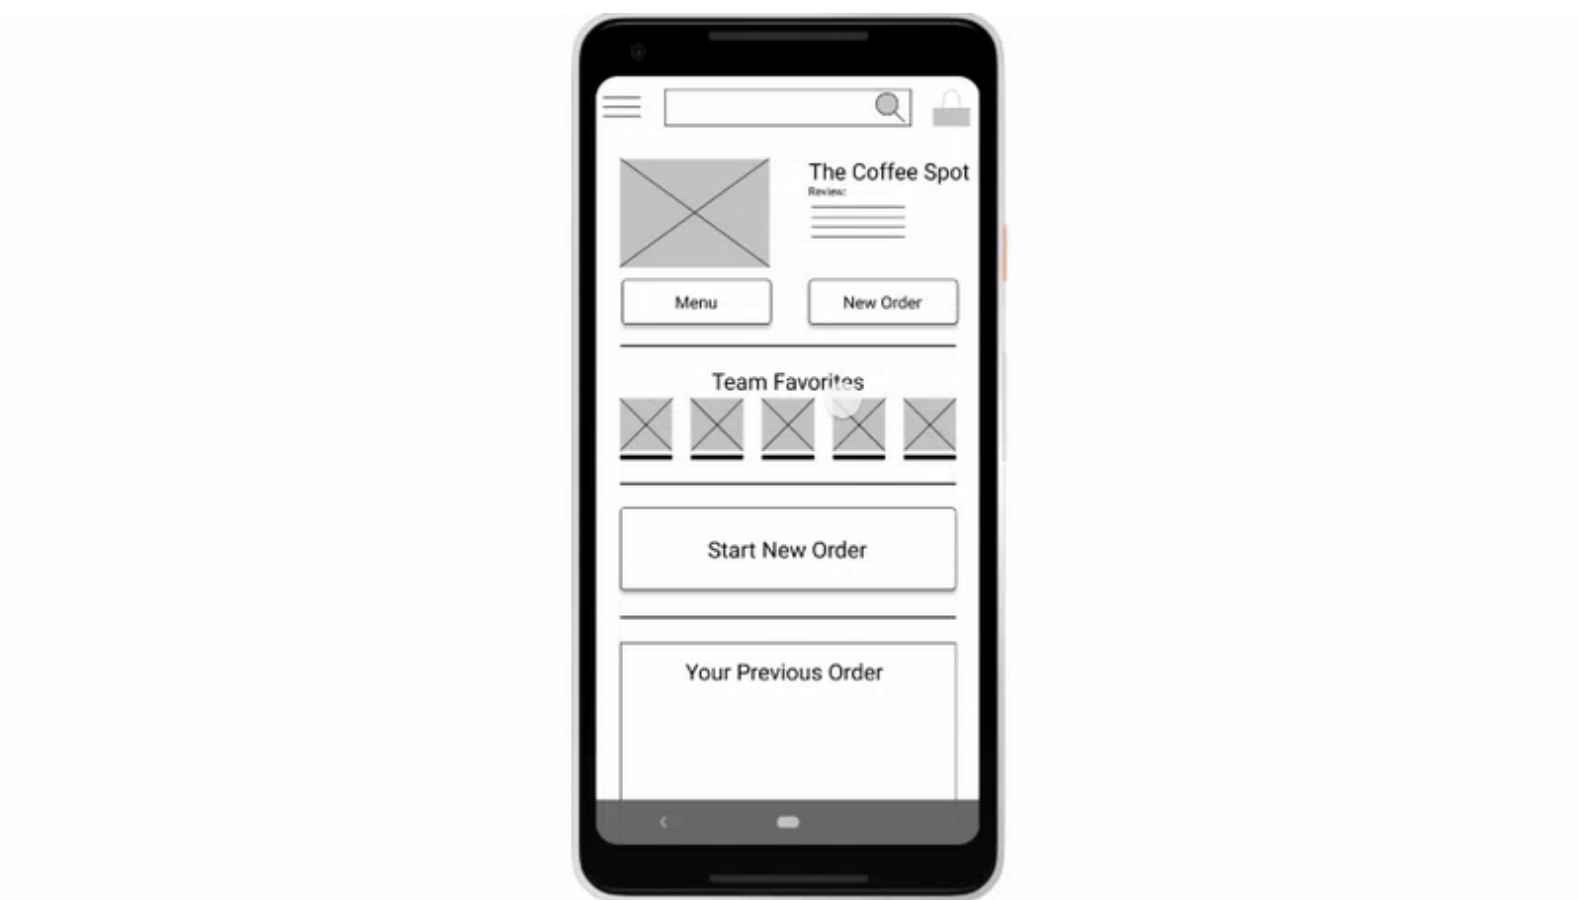 The Coffee Spot
Review:
Menu
New Order
Team Favorites
Start New Order
Your Previous Order